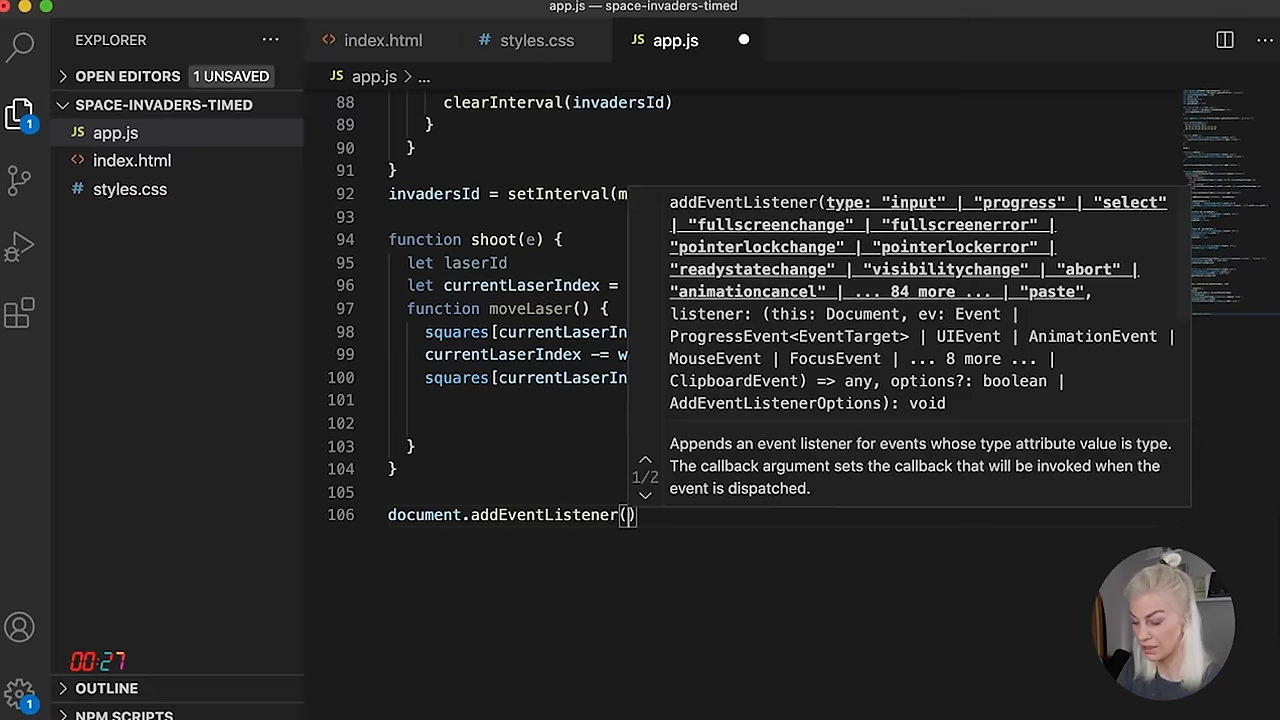 app.js — space-invaders-timed
EXPLORER ...
OPEN EDITORS 1 UNSAVED
SPACE-INVADERS-TIMED
JS app.js
<> index.html
# styles.css
1
00:27
OUTLINE
1
NPM SCRIPTS
<> index.html # styles.css JS app.js
JS app.js > ...
88 clearInterval(invadersId)
89 }
90 }
91 }
92 invadersId = setInterval(m
93
94 function shoot(e) {
95 let laserId
96 let currentLaserIndex =
97 function moveLaser() {
98 squares[currentLaserIn
99 currentLaserIndex -= w
100 squares[currentLaserIn
101
102
103 }
104 }
105
106 document.addEventListener()
addEventListener(type: "input" | "progress" | "select"
| "fullscreenchange" | "fullscreenerror" |
"pointerlockchange" | "pointerlockerror" |
"readystatechange" | "visibilitychange" | "abort" |
"animationcancel" | ... 84 more ... | "paste",
listener: (this: Document, ev: Event |
ProgressEvent<EventTarget> | UIEvent | AnimationEvent |
MouseEvent | FocusEvent | ... 8 more ... |
ClipboardEvent) => any, options?: boolean |
AddEventListenerOptions): void
1/2
Appends an event listener for events whose type attribute value is type.
The callback argument sets the callback that will be invoked when the
event is dispatched.